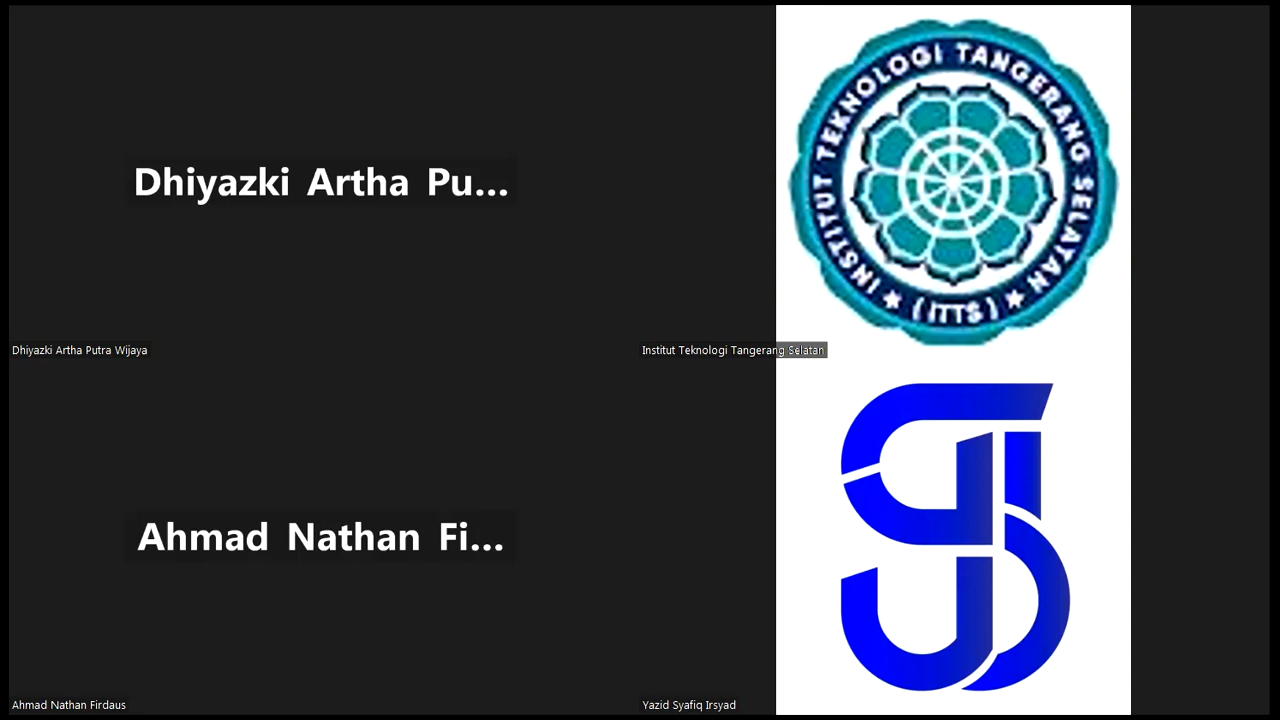 Dhiyazki Artha Pu...
Dhiyazki Artha Putra Wijaya
INSTITUT TEKNOLOGI TANGERANG SELATAN
(ITTS)
Institut Teknologi Tangerang Selatan
Ahmad Nathan Fi...
Ahmad Nathan Firdaus
Yazid Syafiq Irsyad